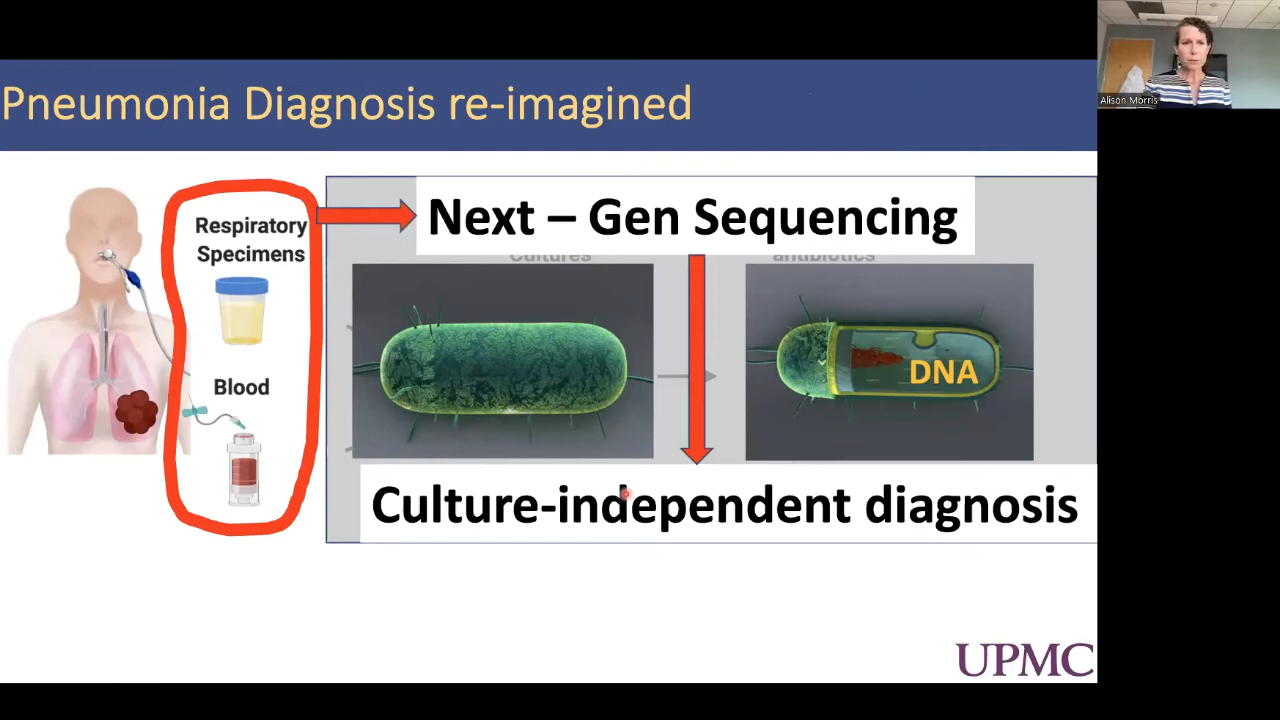 Pneumonia Diagnosis re-imagined
Alison Morris
Respiratory
Specimens
Blood
Next – Gen Sequencing
Cultures
antibiotics
DNA
Culture-independent diagnosis
UPMC